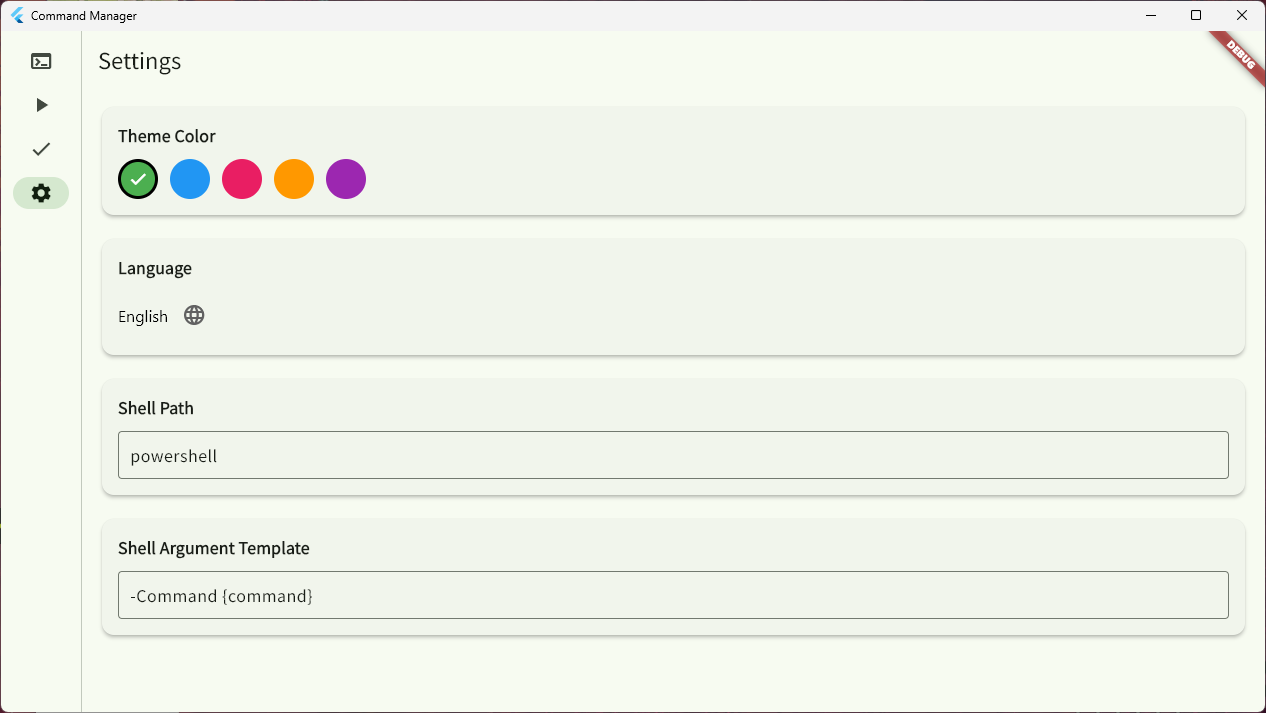 Command Manager
Settings
DEBUG
Theme Color
Language
English
Shell Path
powershell
Shell Argument Template
-Command {command}